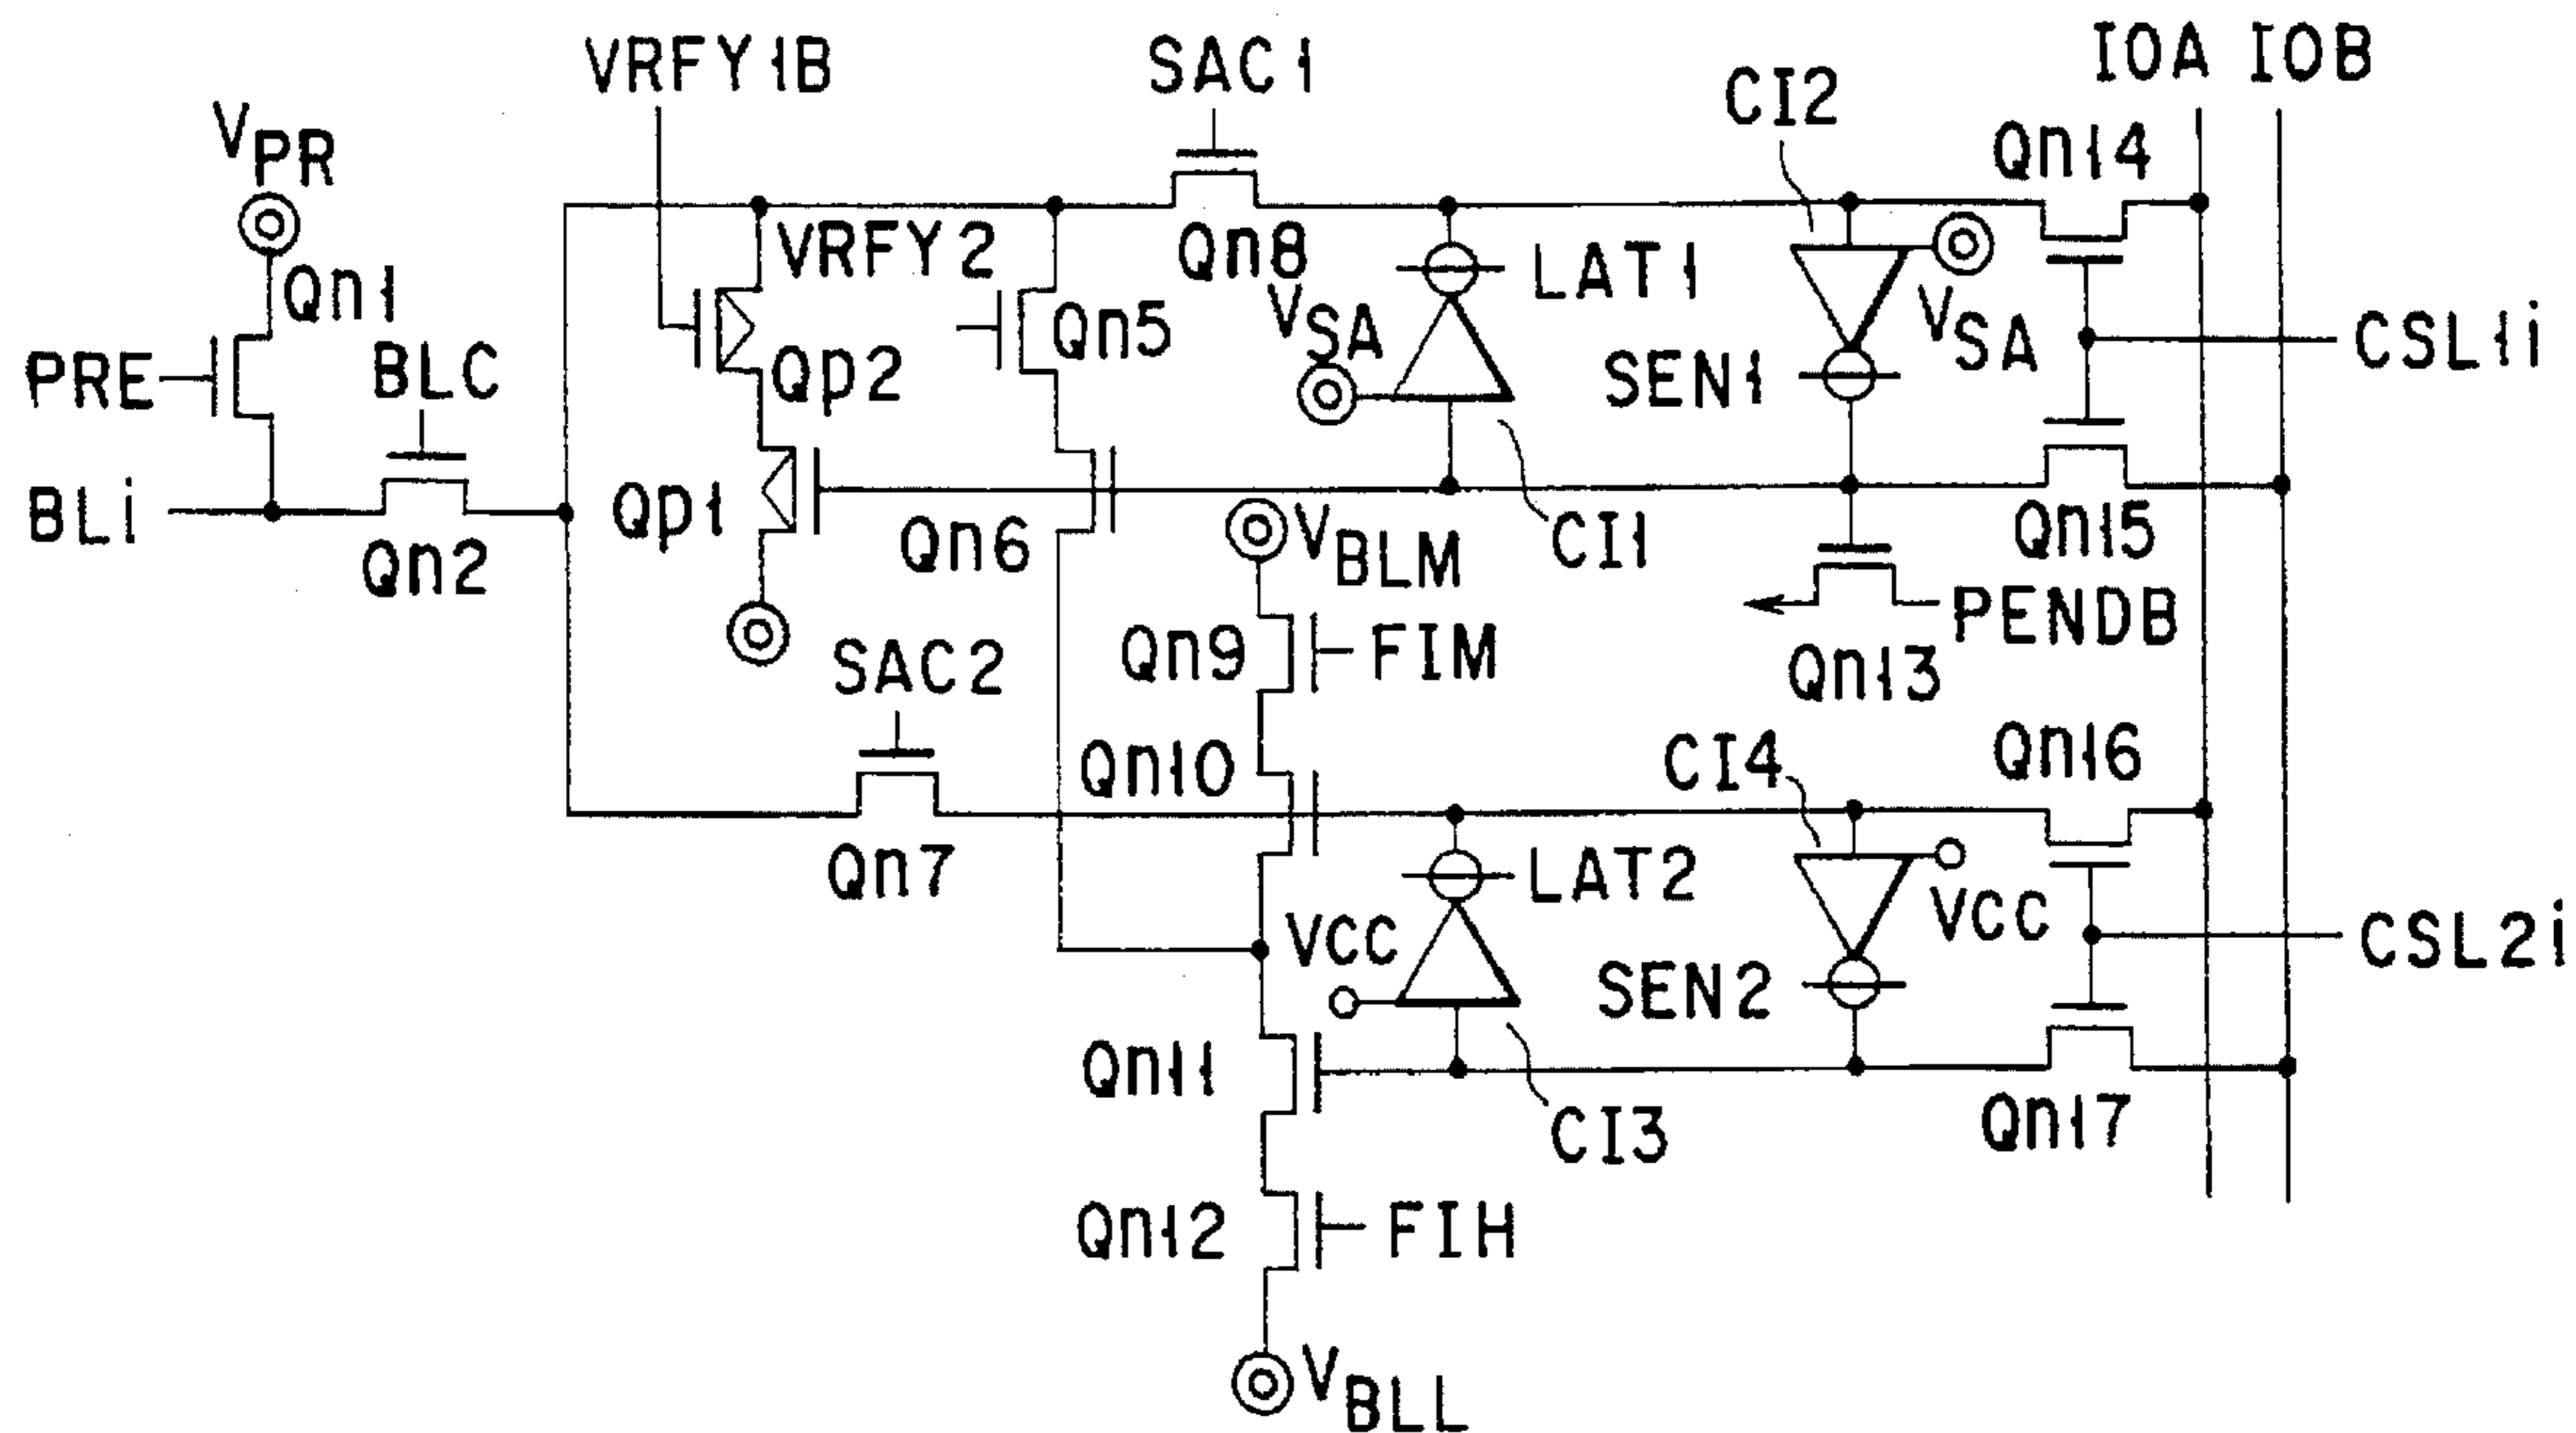 VRFY1B
SAC1
IOA IOB
CI2
VPR
Qn14
Qn1
VRFY2
Qn8
LAT1
VSA
VSA
Qn5
PRE
BLC
Qp2
SEN1
CSL1i
BLi
Qn2
Qp1
Qn6
VBLM
CI1
Qn15
PENDB
Qn9
FIM
Qn13
SAC2
Qn10
CI4
Qn16
Qn7
LAT2
VCC
VCC
CSL2i
SEN2
Qn11
CI3
Qn17
Qn12
FIH
VBLL